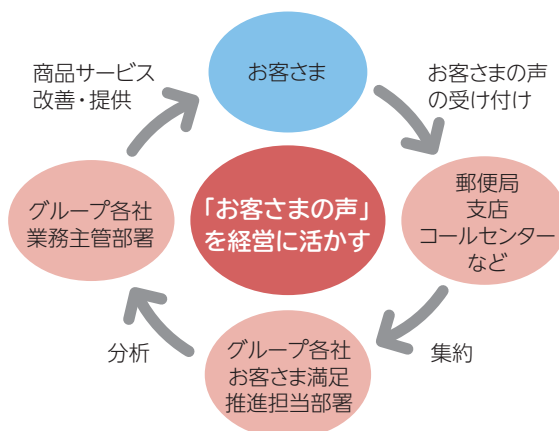 お客さま
お客さまの声
の受け付け
郵便局
支店
コールセンター
など
集約
グループ各社
お客さま満足
推進担当部署
分析
グループ各社
業務主管部署
商品サービス
改善・提供
「お客さまの声」
を経営に活かす